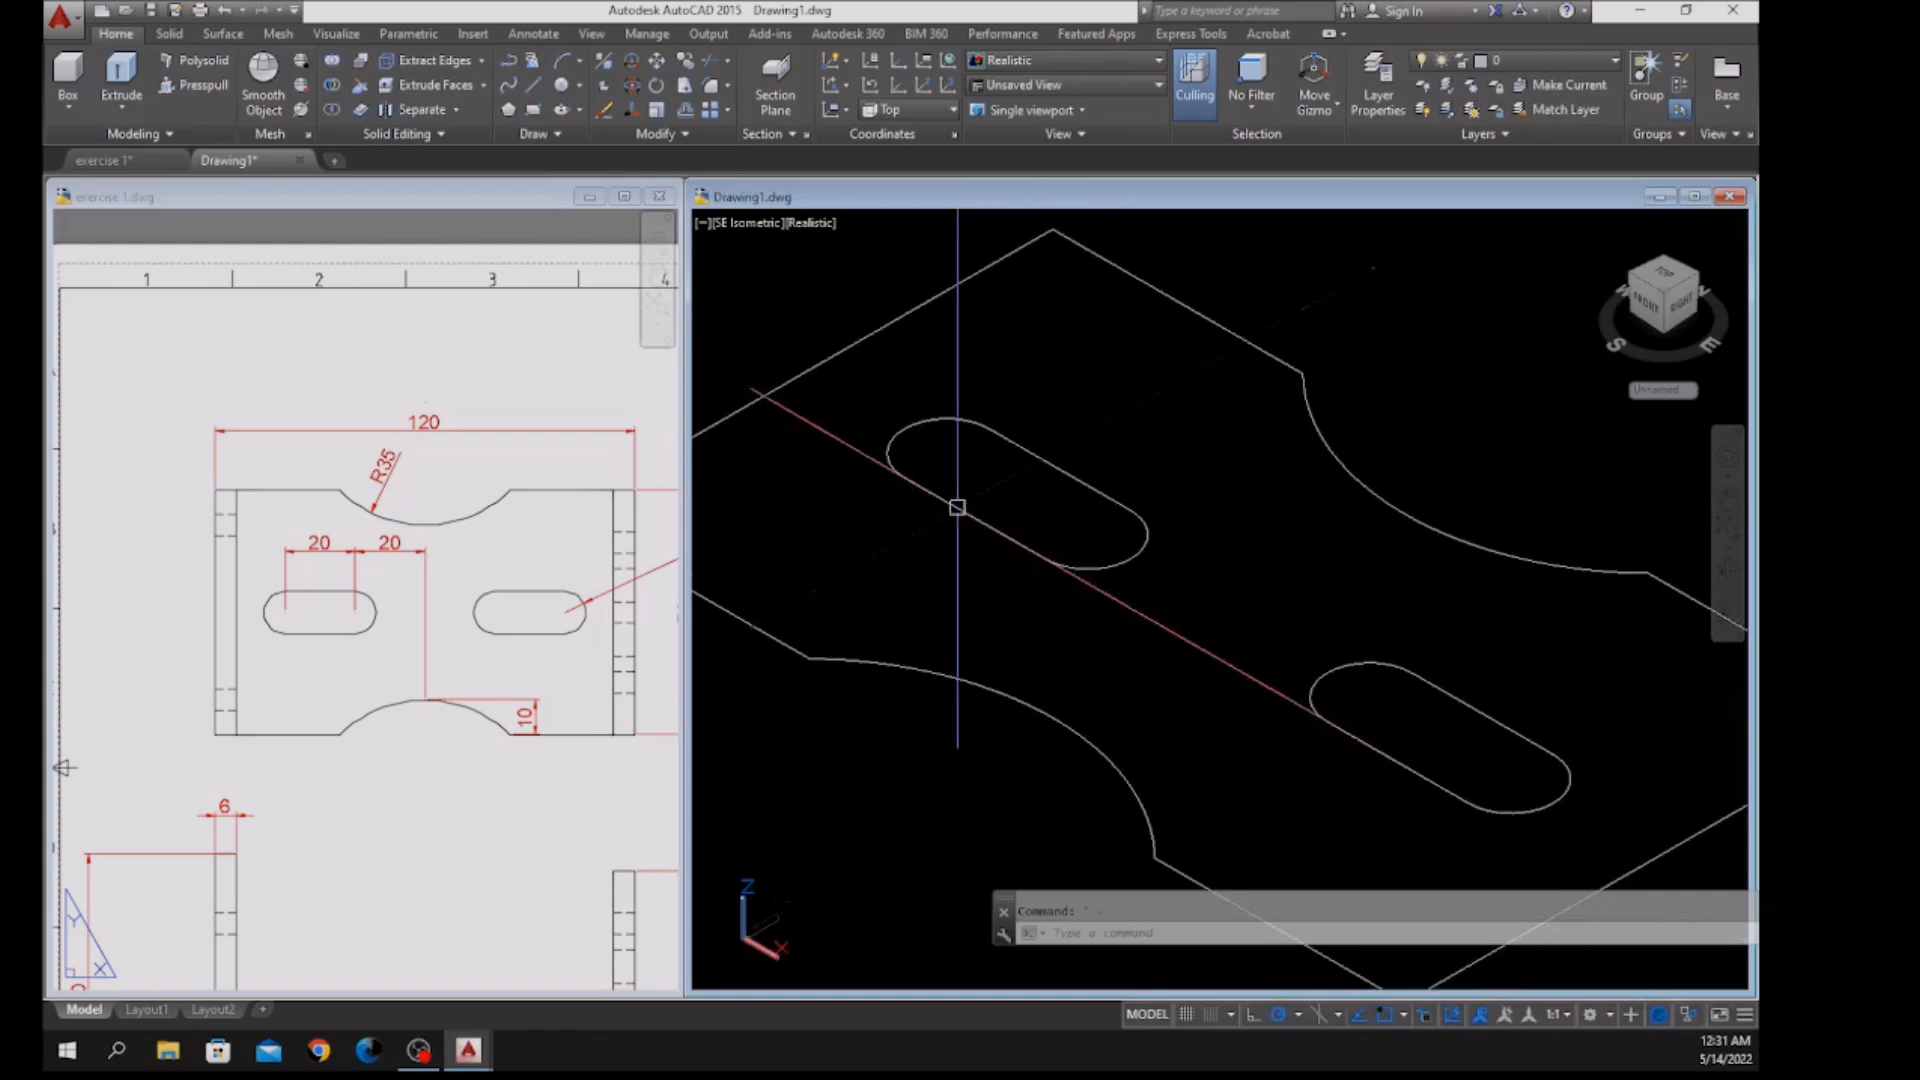 Autodesk AutoCAD 2015 Drawing1.dwg
Type a keyword or phrase
Sign In
Home Solid Surface Mesh Visualize Parametric Insert Annotate View Manage Output Add-ins Autodesk 360 BIM 360 Performance Featured Apps Express Tools Acrobat
Box
Extrude
Polysolid
Presspull
Smooth
Object
Extract Edges
Extrude Faces
Separate
Section
Plane
Top
Realistic
Unsaved View
Single viewport
Culling
No Filter
Move
Gizmo
Layer
Properties
0
Make Current
Match Layer
Group
Base
Modeling
Mesh
Solid Editing
Draw
Modify
Section
Coordinates
View
Selection
Layers
Groups
View
exercise 1*
Drawing1*
exercise 1.dwg
Drawing1.dwg
[−][SE Isometric][Realistic]
1 2 3 4
120
R35
20 20
10
6
Y
X
TOP
FRONT
RIGHT
W
N
S
E
Unnamed
Z
X
Command:
Type a command
Model
Layout1
Layout2
MODEL
1:1
12:31 AM
5/14/2022